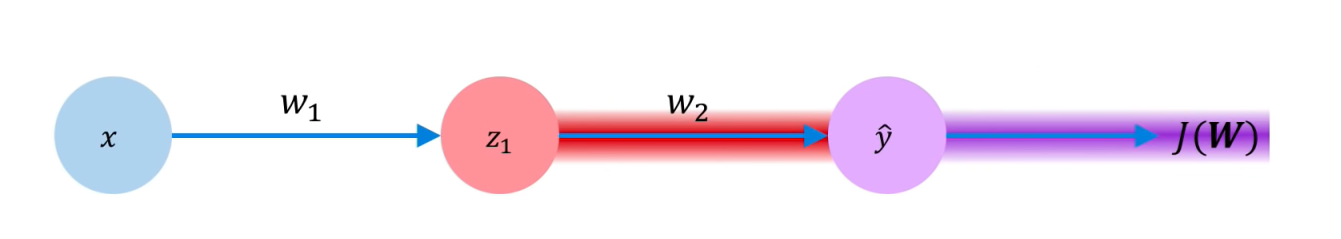 w₁ w₂
x z₁ ŷ J(W)